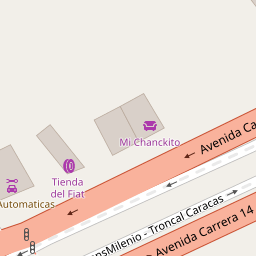 Avenida Ca
Mi Chanckito
Tienda
del Fiat
Automaticas
nsMilenio - Troncal Caracas
Avenida Carrera 14